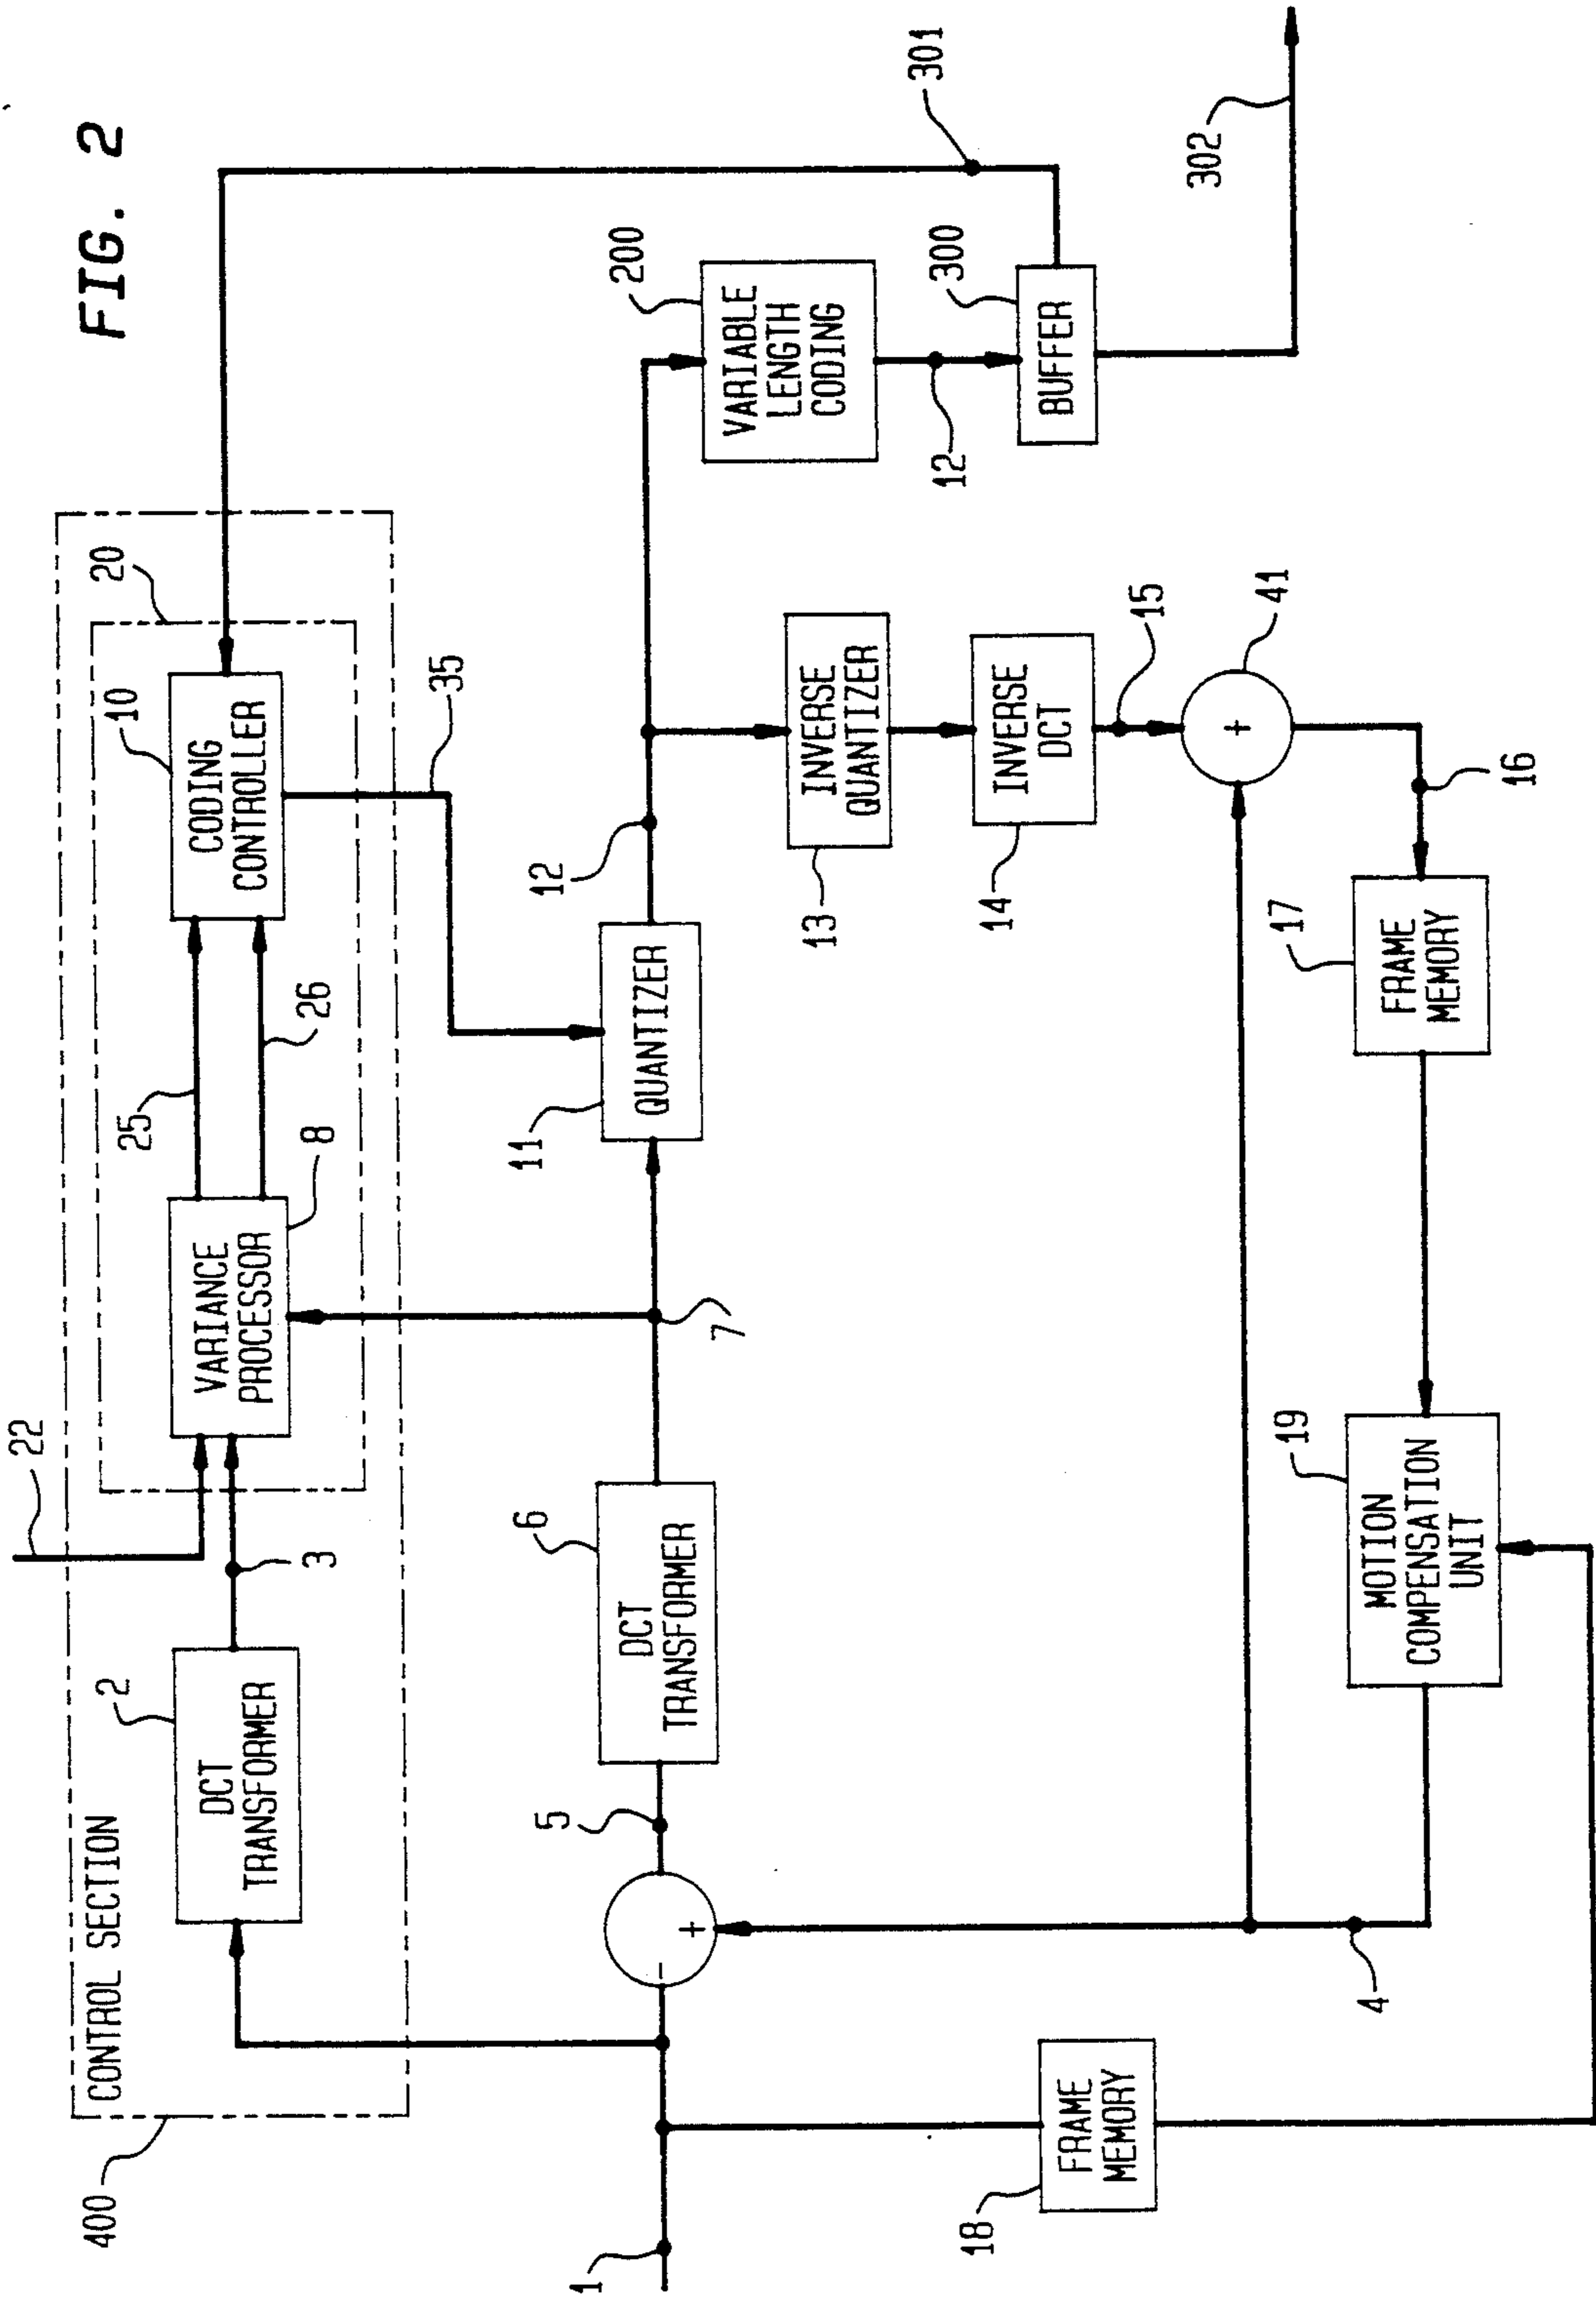 FIG. 2
CONTROL SECTION
400
22
20
2
DCT
TRANSFORMER
3
VARIANCE
PROCESSOR
8
25
26
10
CODING
CONTROLLER
35
301
1
5
6
DCT
TRANSFORMER
7
11
QUANTIZER
12
200
VARIABLE
LENGTH
CODING
12
300
BUFFER
302
13
INVERSE
QUANTIZER
14
INVERSE
DCT
15
41
+
-
+
16
18
FRAME
MEMORY
4
19
MOTION
COMPENSATION
UNIT
17
FRAME
MEMORY